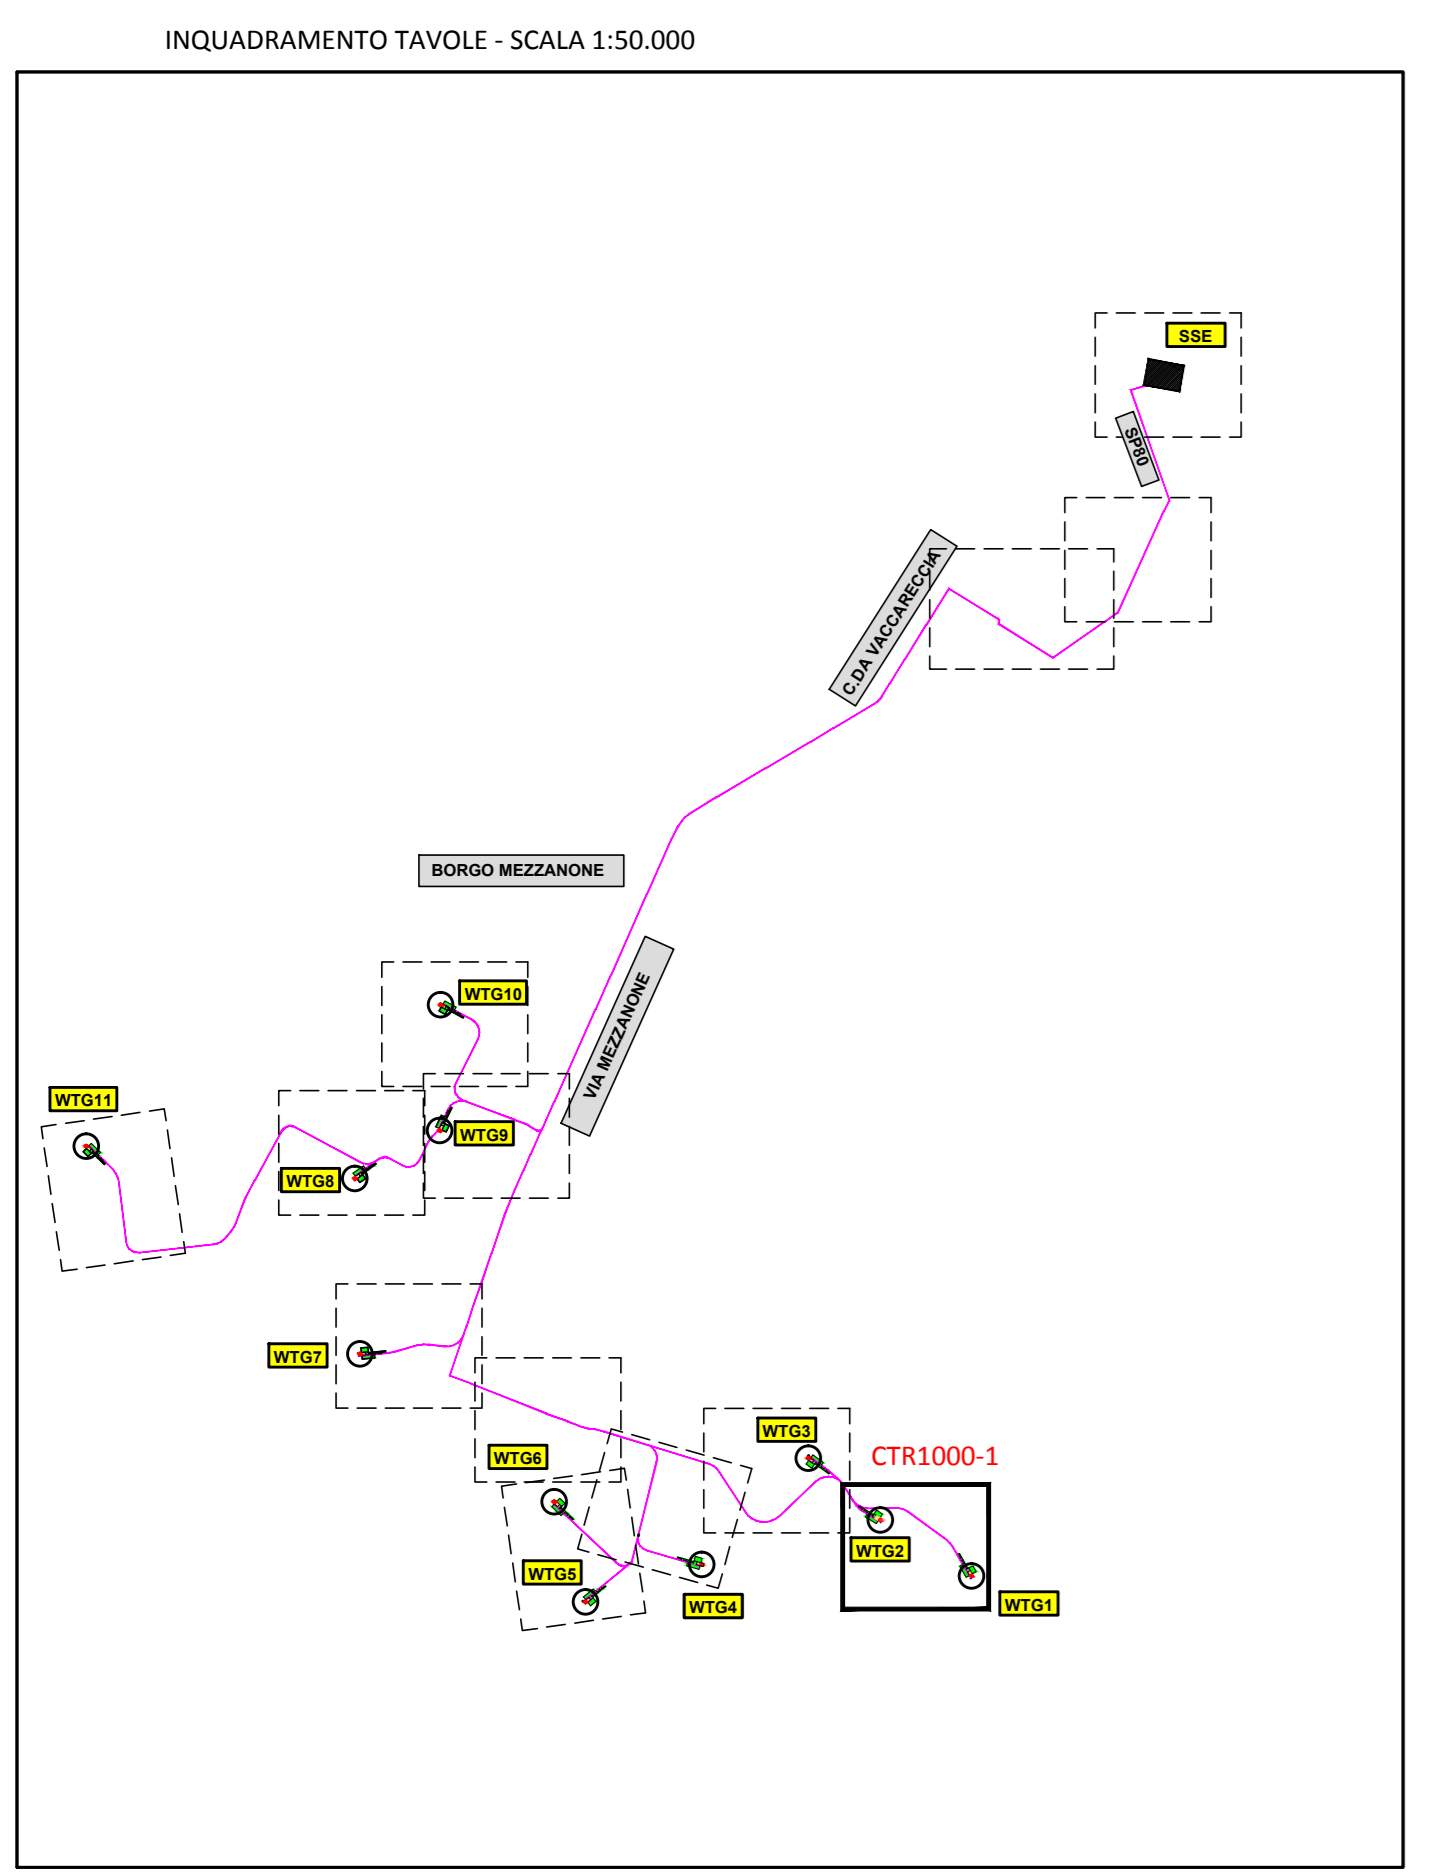 INQUADRAMENTO TAVOLE - SCALA 1:50.000
SSE
SP80
C.DA VACCARECCIA
BORGO MEZZANONE
VIA MEZZANONE
WTG10
WTG11
WTG9
WTG8
WTG7
WTG3
CTR1000-1
WTG6
WTG2
WTG5
WTG4
WTG1